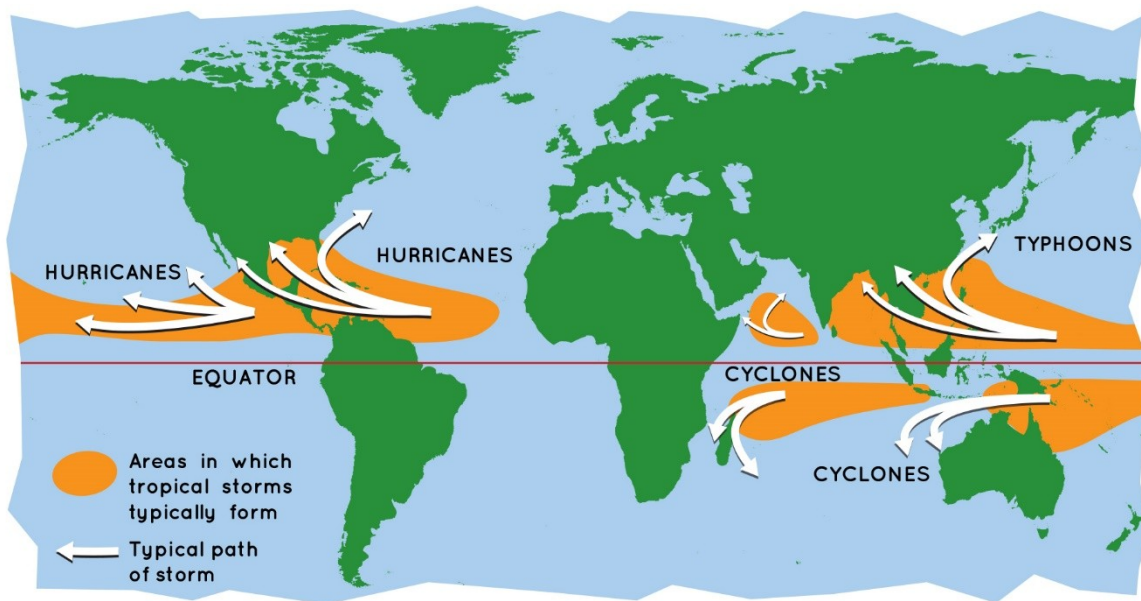 HURRICANES
HURRICANES
TYPHOONS
EQUATOR
CYCLONES
CYCLONES
Areas in which
tropical storms
typically form
Typical path
of storm